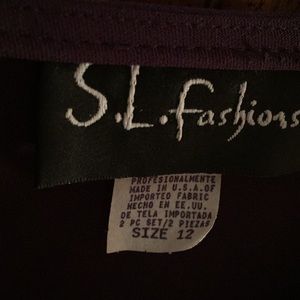 S.L.fashions
PROFESIONALMENTE
MADE IN U.S.A.OF
IMPORTED FABRIC
HECHO EN EE.UU.
DE TELA IMPORTADA
2 PC SET/2 PIEZAS
SIZE 12